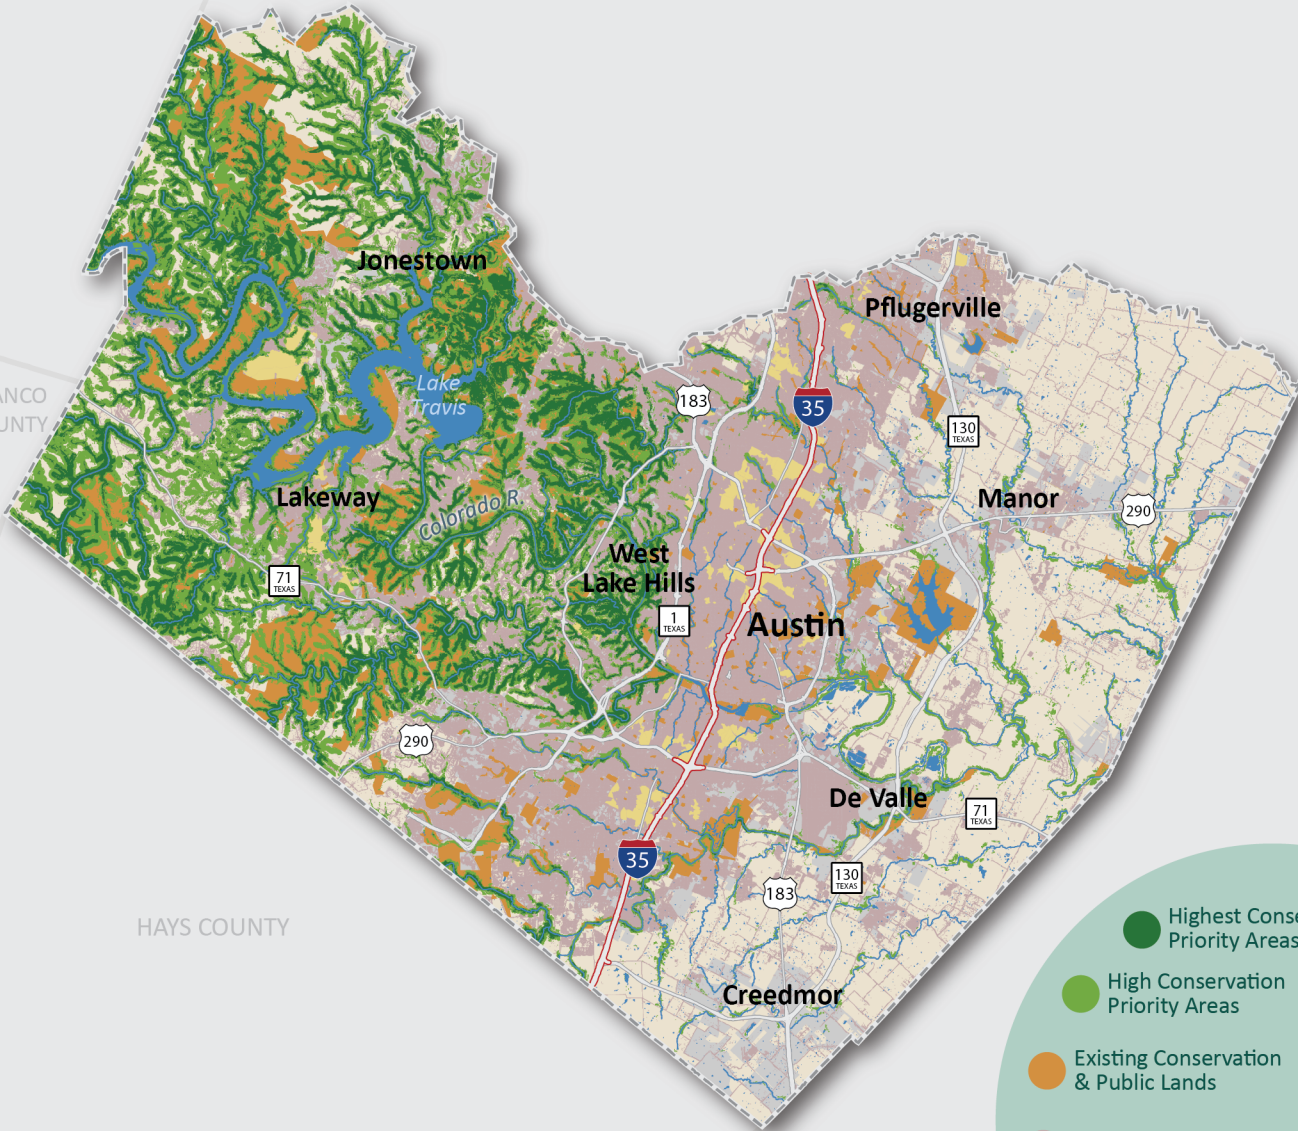 Jonestown
Pflugerville
Lake
Travis
183
35
130
TEXAS
Lakeway
Manor
290
Colorado R.
West
Lake Hills
71
TEXAS
1
TEXAS
Austin
290
De Valle
71
TEXAS
35
183
130
TEXAS
HAYS COUNTY
Creedmor
Highest
Priority Areas
High Conservation
Priority Areas
Existing Conservation
& Public Lands